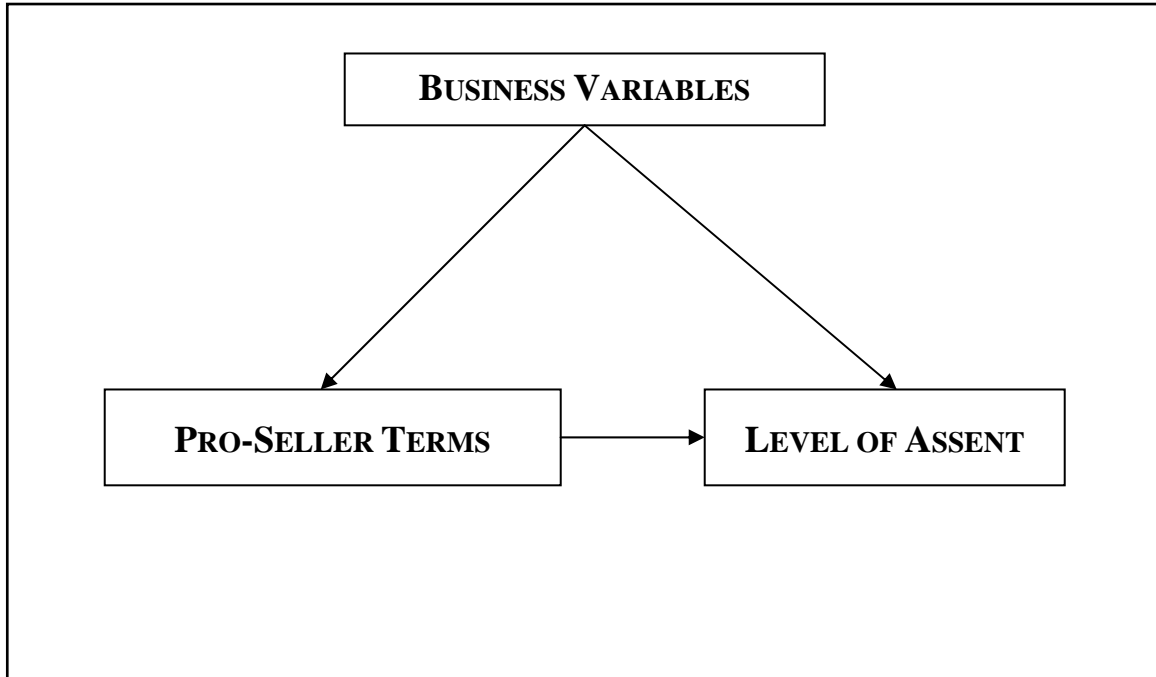 BUSINESS VARIABLES
PRO-SELLER TERMS
LEVEL OF ASSENT